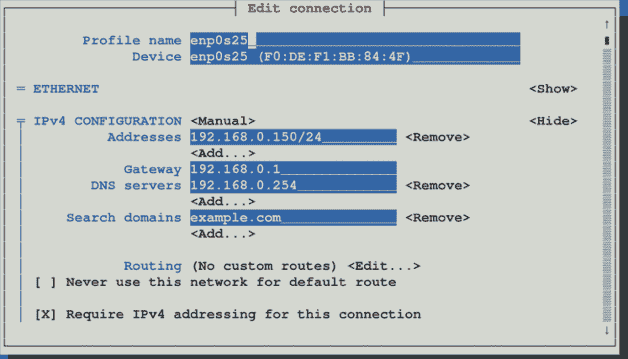 Edit connection
Profile name enp0s25
Device enp0s25 (F0:DE:F1:BB:84:4F)
= ETHERNET <Show>
IPv4 CONFIGURATION <Manual> <Hide>
Addresses 192.168.0.150/24 <Remove>
<Add...>
Gateway 192.168.0.1
DNS servers 192.168.0.254 <Remove>
<Add...>
Search domains example.com <Remove>
<Add...>
Routing (No custom routes) <Edit...>
[ ] Never use this network for default route
[X] Require IPv4 addressing for this connection